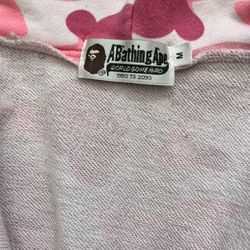 A Bathing Ape
WORLD GONE MAD
1993 TO 2093
M